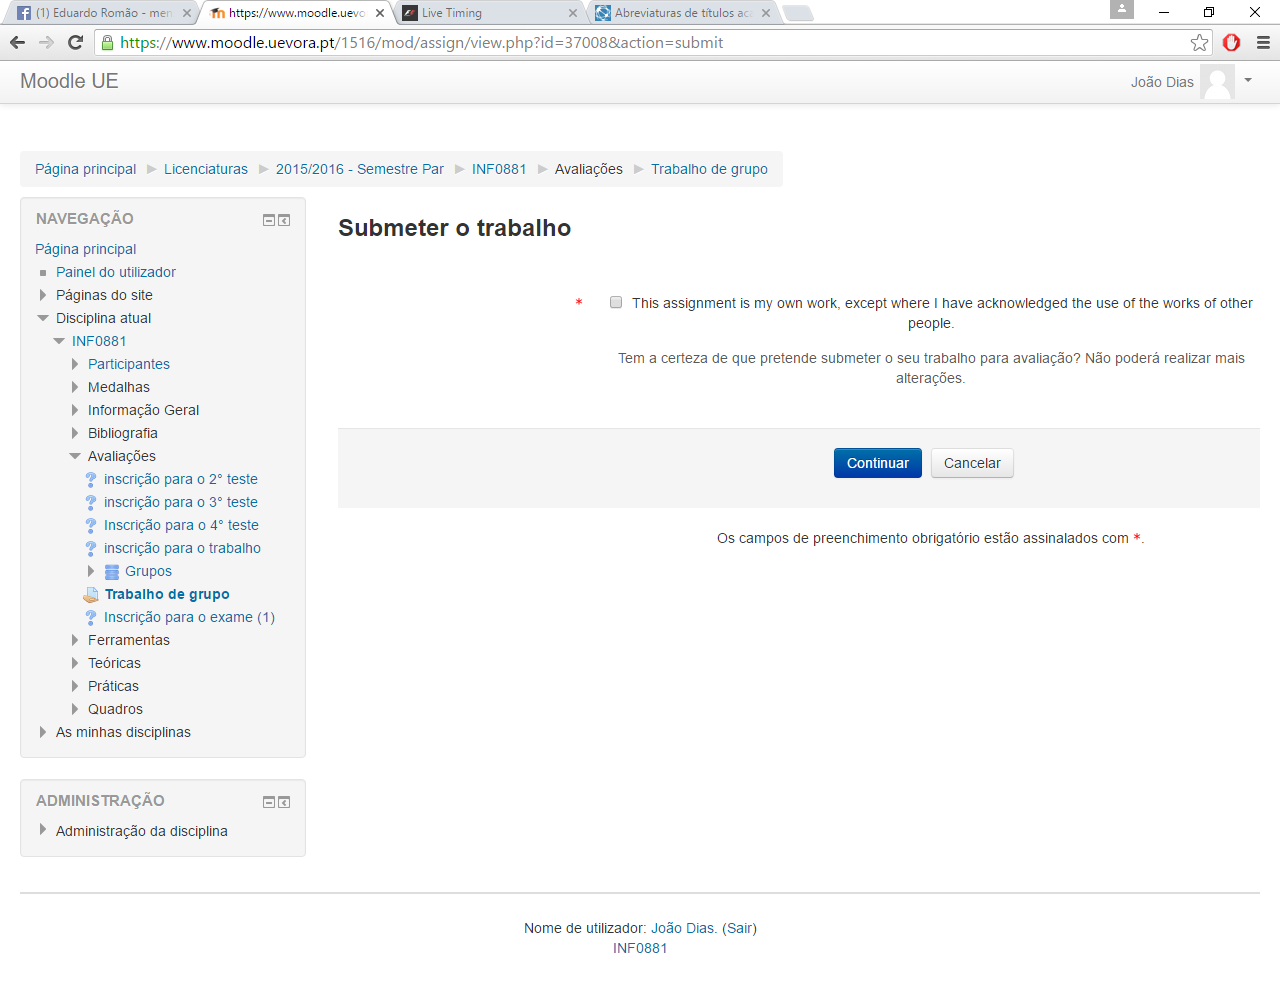 (1) Eduardo Romão - men
https://www.moodle.uevo
Live Timing
Abreviaturas de títulos aca
https://www.moodle.uevora.pt/1516/mod/assign/view.php?id=37008&action=submit
Moodle UE
João Dias
Página principal
Licenciaturas
2015/2016 - Semestre Par
INF0881
Avaliações
Trabalho de grupo
NAVEGAÇÃO
Página principal
Painel do utilizador
Páginas do site
Disciplina atual
INF0881
Participantes
Medalhas
Informação Geral
Bibliografia
Avaliações
inscrição para o 2° teste
inscrição para o 3° teste
Inscrição para o 4° teste
inscrição para o trabalho
Grupos
Trabalho de grupo
Inscrição para o exame (1)
Ferramentas
Teóricas
Práticas
Quadros
As minhas disciplinas
ADMINISTRAÇÃO
Administração da disciplina
Submeter o trabalho
* This assignment is my own work, except where I have acknowledged the use of the works of other
people.
Tem a certeza de que pretende submeter o seu trabalho para avaliação? Não poderá realizar mais
alterações.
Continuar
Cancelar
Os campos de preenchimento obrigatório estão assinalados com *.
Nome de utilizador: João Dias. (Sair)
INF0881